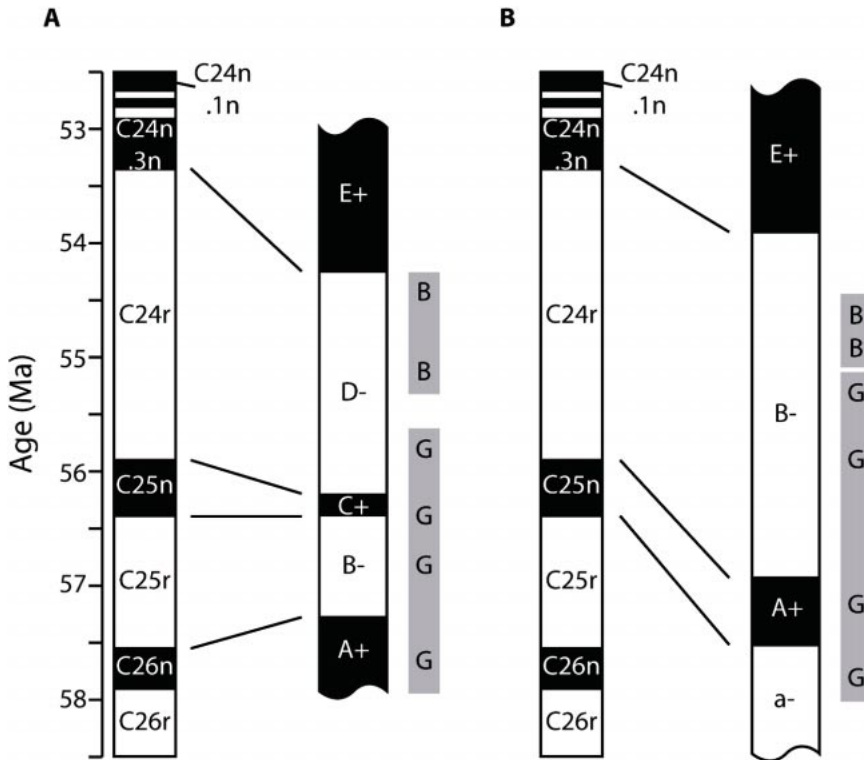 A
B
Age (Ma)
53
54
55
56
57
58
C24n
.1n
C24n
.3n
C24r
C25n
C25r
C26n
C26r
E+
D-
C+
B-
A+
B
B
G
G
G
G
C24n
.1n
C24n
.3n
C24r
C25n
C25r
C26n
C26r
E+
B-
A+
a-
B
B
G
G
G
G